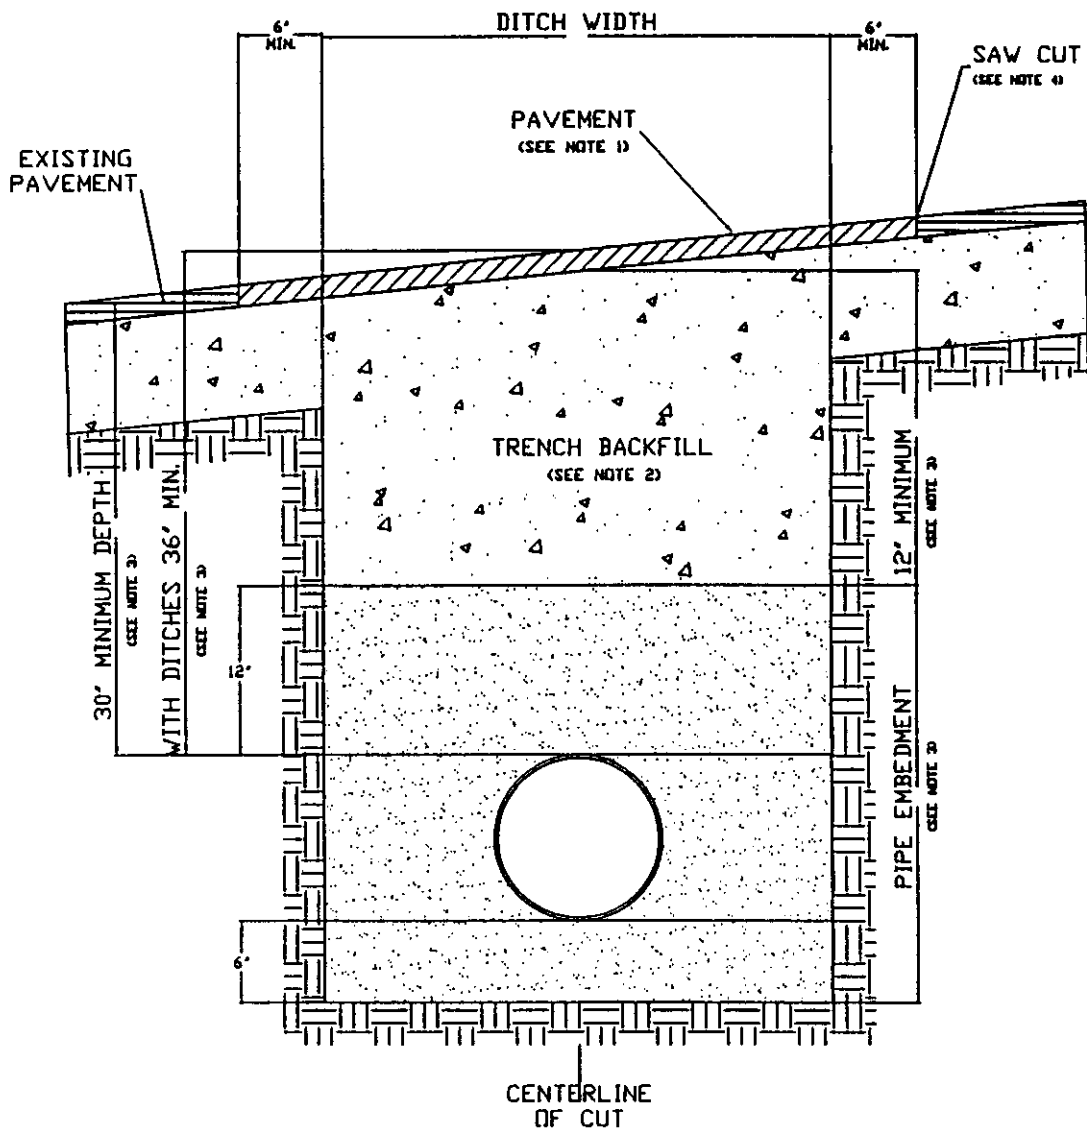 6"
MIN.
DITCH WIDTH
6"
MIN.
SAW CUT
(SEE NOTE 4)
PAVEMENT
(SEE NOTE 1)
EXISTING
PAVEMENT
TRENCH BACKFILL
(SEE NOTE 2)
30" MINIMUM DEPTH
(SEE NOTE 3)
WITH DITCHES 36" MIN.
(SEE NOTE 3)
12" MINIMUM
(SEE NOTE 3)
12"
PIPE EMBEDMENT
(SEE NOTE 3)
6"
CENTERLINE
OF CUT